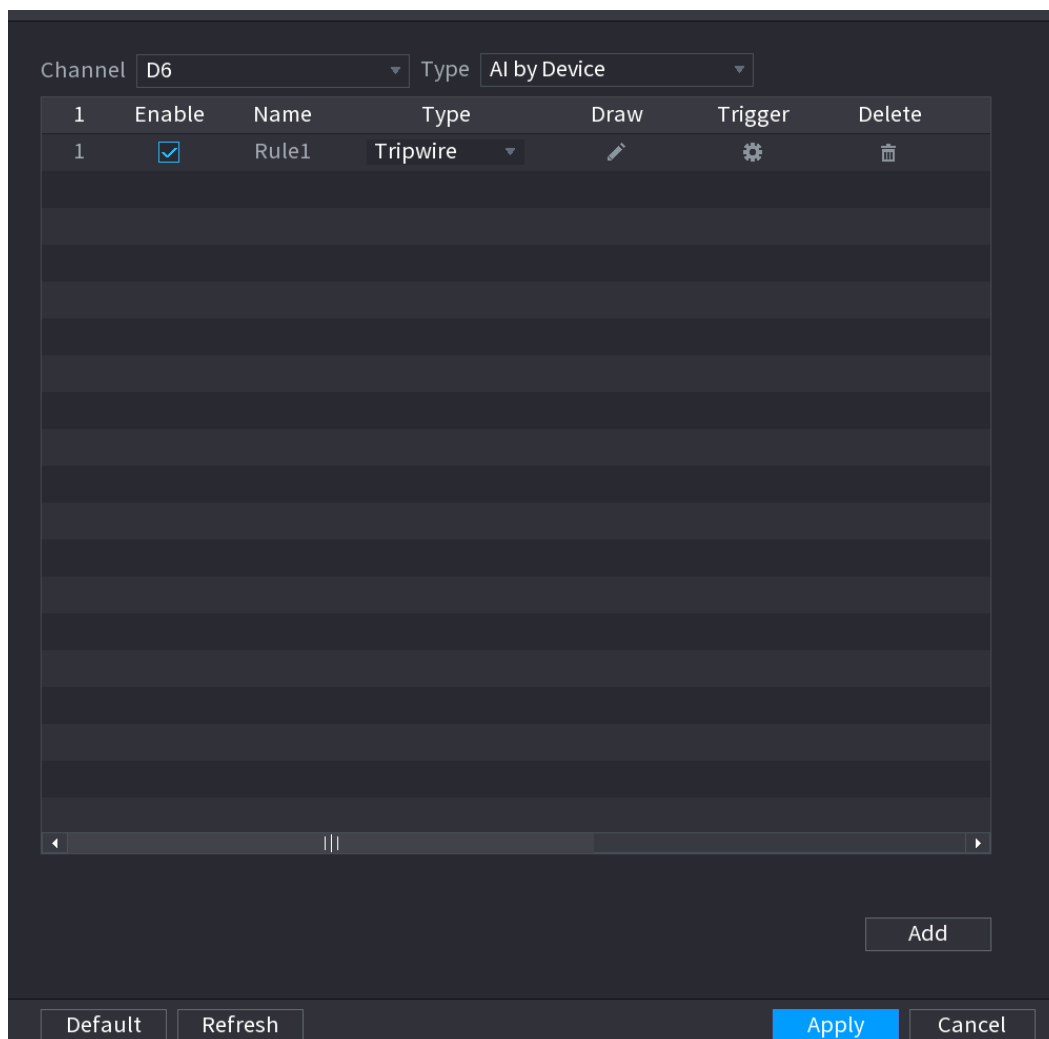 Channel D6 Type AI by Device
1 Enable Name Type Draw Trigger Delete
1 Rule1 Tripwire
Add
Default Refresh Apply Cancel